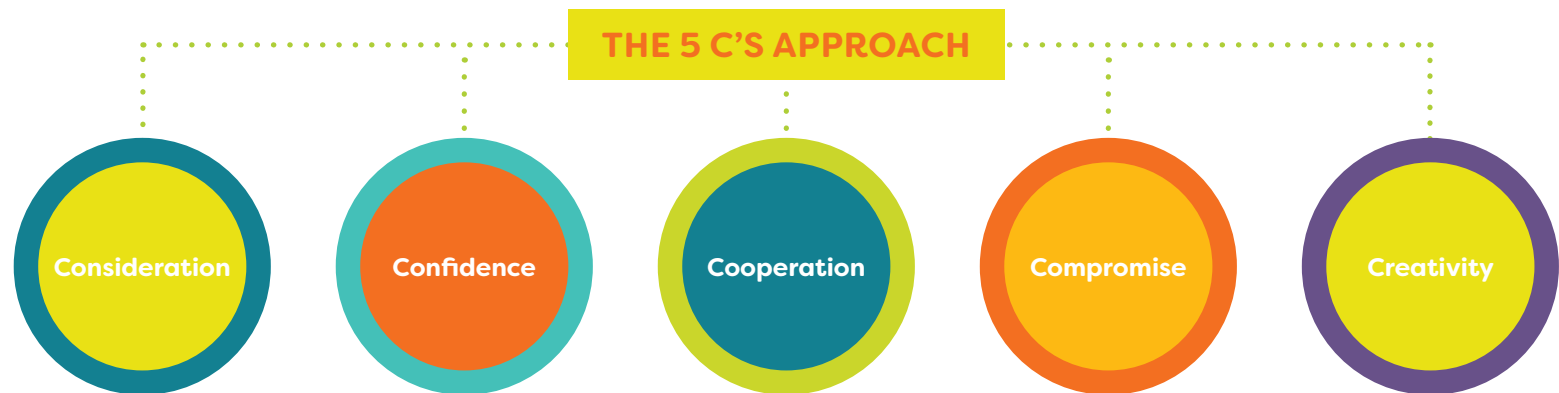 THE 5 C'S APPROACH
Consideration
Confidence
Cooperation
Compromise
Creativity